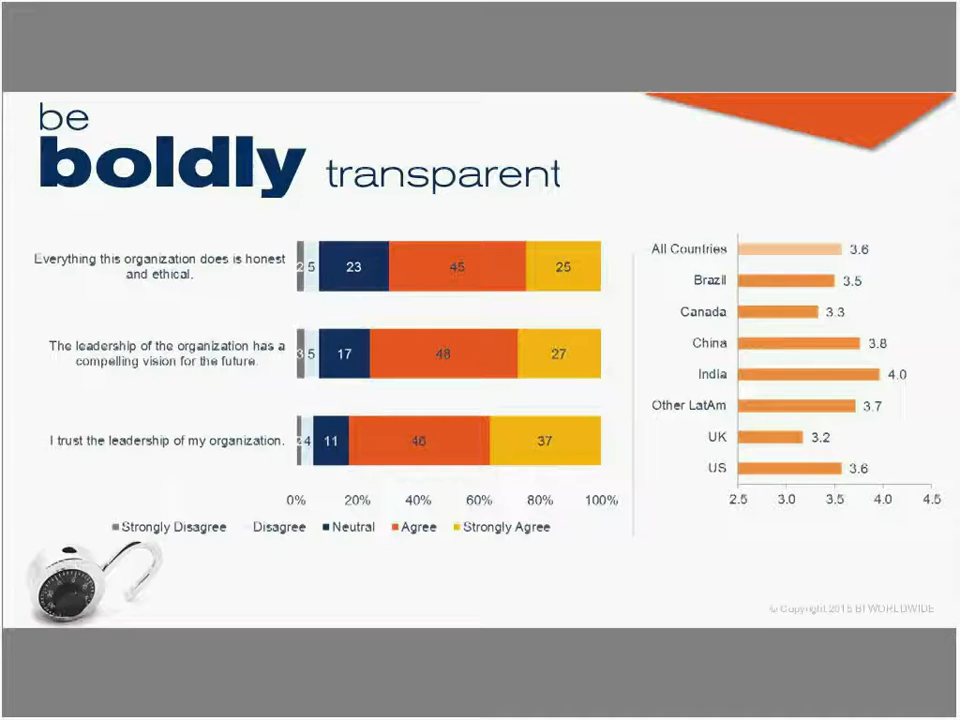 be
boldly transparent
Everything this organization does is honest
and ethical.
2 5 23 45 25
The leadership of the organization has a
compelling vision for the future.
3 5 17 48 27
I trust the leadership of my organization.
4 11 46 37
0% 20% 40% 60% 80% 100%
Strongly Disagree Disagree Neutral Agree Strongly Agree
All Countries 3.6
Brazil 3.5
Canada 3.3
China 3.8
India 4.0
Other LatAm 3.7
UK 3.2
US 3.6
2.5 3.0 3.5 4.0 4.5
© Copyright 2015 BI WORLDWIDE